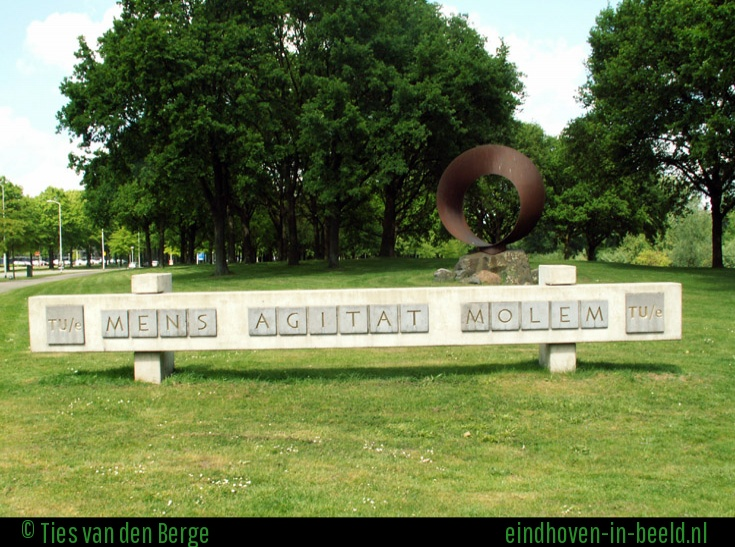 TU/e MENS AGITAT MOLEM TU/e
© Ties van den Berge eindhoven-in-beeld.nl